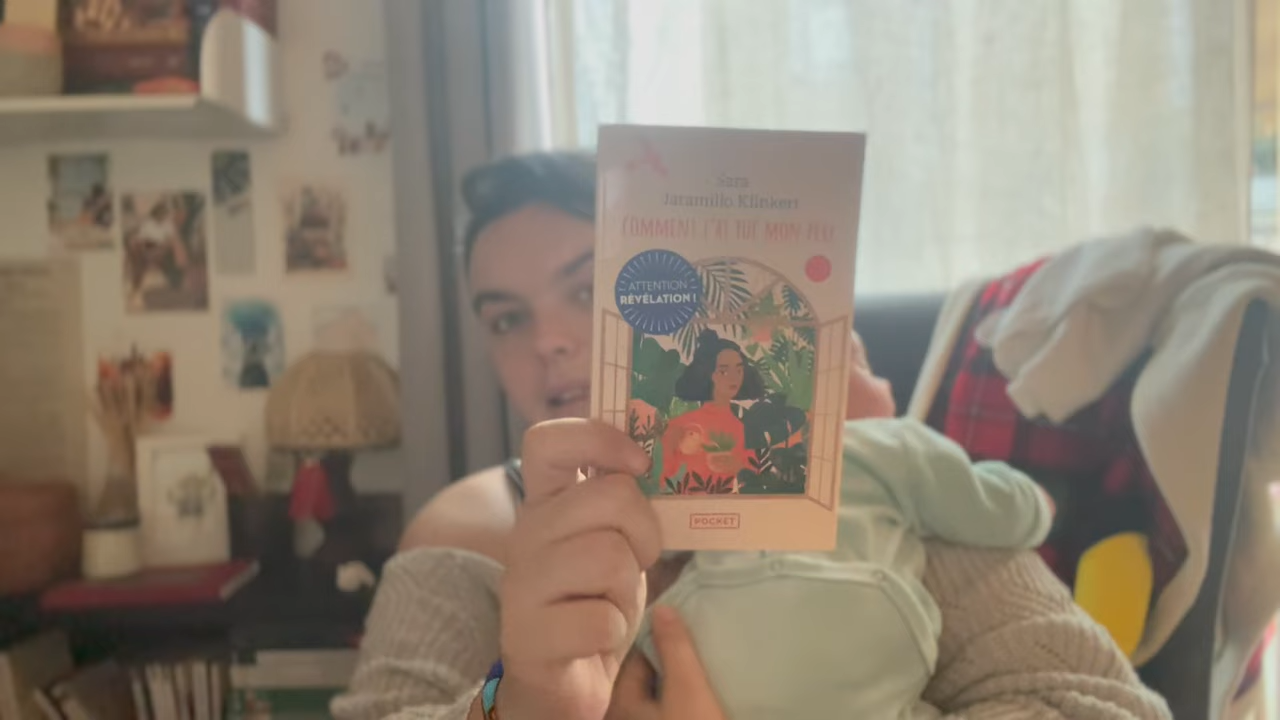 Sara
Jaramillo Klinkert
COMMENT J'AI TUÉ MON PÈRE
ATTENTION
RÉVÉLATION !
POCKET